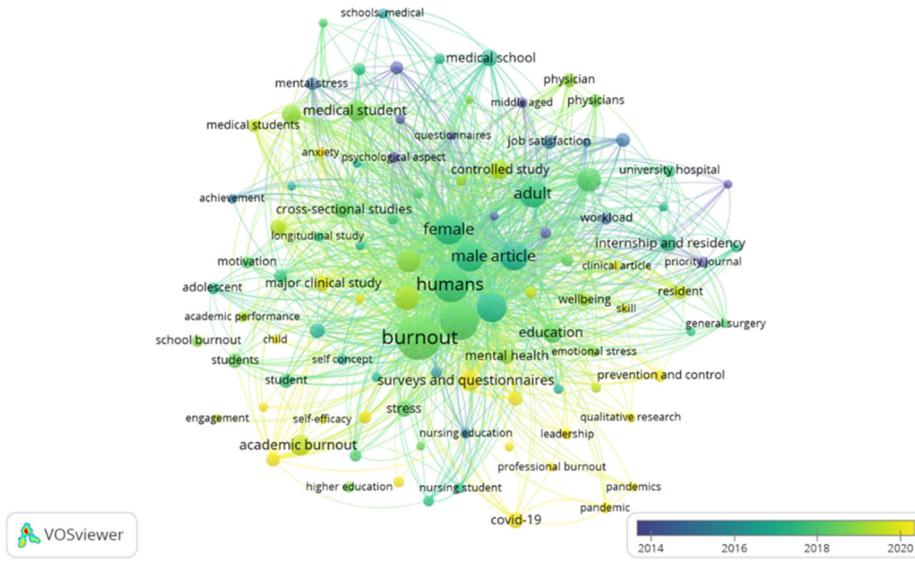 schools, medical
medical school
mental stress
physician
middle aged
physicians
medical student
medical students
questionnaires
job satisfaction
anxiety
psychological aspect
controlled study
university hospital
adult
achievement
cross-sectional studies
workload
female
longitudinal study
internship and residency
male article
motivation
clinical article
priority journal
major clinical study
humans
adolescent
resident
wellbeing
skill
academic performance
general surgery
burnout
education
school burnout
child
mental health
emotional stress
students
self concept
student
surveys and questionnaires
prevention and control
stress
engagement
self-efficacy
qualitative research
nursing education
leadership
academic burnout
professional burnout
higher education
nursing student
pandemics
pandemic
covid-19
VOSviewer
2014 2016 2018 2020